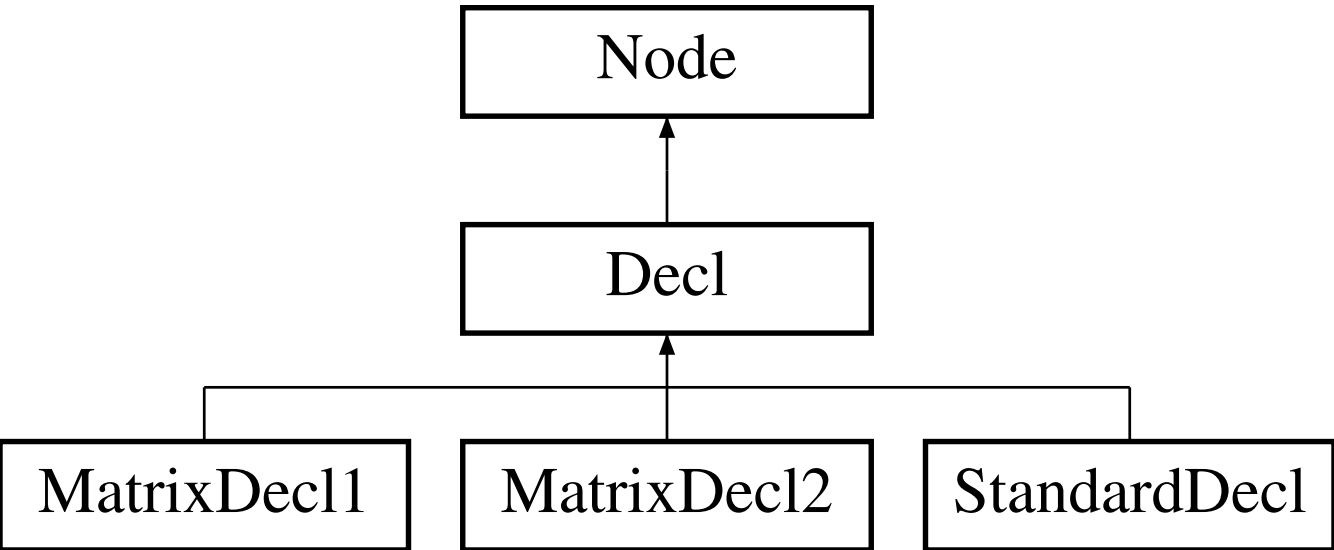 Node
Decl
MatrixDecl1
MatrixDecl2
StandardDecl